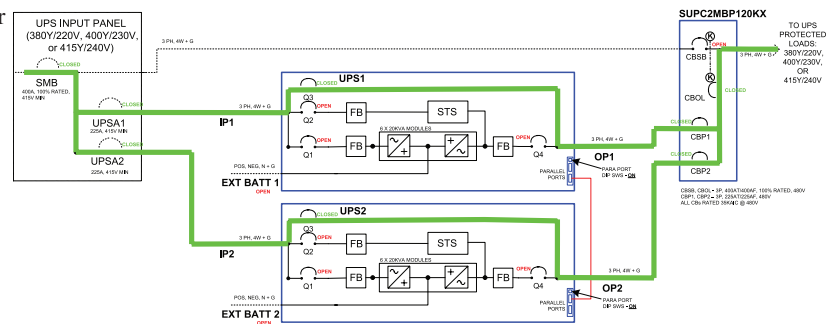 r
UPS INPUT PANEL
(380Y/220V, 400Y/230V,
or 415Y/240V)
CLOSED
SMB
400A, 100% RATED,
415V MIN
CLOSED
UPSA1
225A, 415V MIN
CLOSED
UPSA2
225A, 415V MIN
3 PH, 4W + G
3 PH, 4W + G
IP1
3 PH, 4W + G
IP2
UPS1
CLOSED
Q3
OPEN
Q2
FB
STS
6 X 20KVA MODULES
OPEN
Q1
FB
FB
OPEN
Q4
POS, NEG, N + G
EXT BATT 1
OPEN
PARALLEL
PORTS
OP1
PARA PORT
DIP SWS - ON
3 PH, 4W + G
UPS2
CLOSED
Q3
OPEN
Q2
FB
STS
6 X 20KVA MODULES
OPEN
Q1
FB
FB
OPEN
Q4
POS, NEG, N + G
EXT BATT 2
OPEN
PARALLEL
PORTS
OP2
PARA PORT
DIP SWS - ON
3 PH, 4W + G
SUPC2MBP120KX
K
OPEN
CBSB
3 PH, 4W + G
K
CBOL
CLOSED
CLOSED
CBP1
CLOSED
CBP2
TO UPS
PROTECTED
LOADS:
380Y/220V,
400Y/230V,
OR
415Y/240V
CBSB, CBOL - 3P, 400AT/400AF, 100% RATED, 480V
CBP1, CBP2 - 3P, 225AT/225AF, 480V
ALL CBs RATED 35KAIC @ 480V